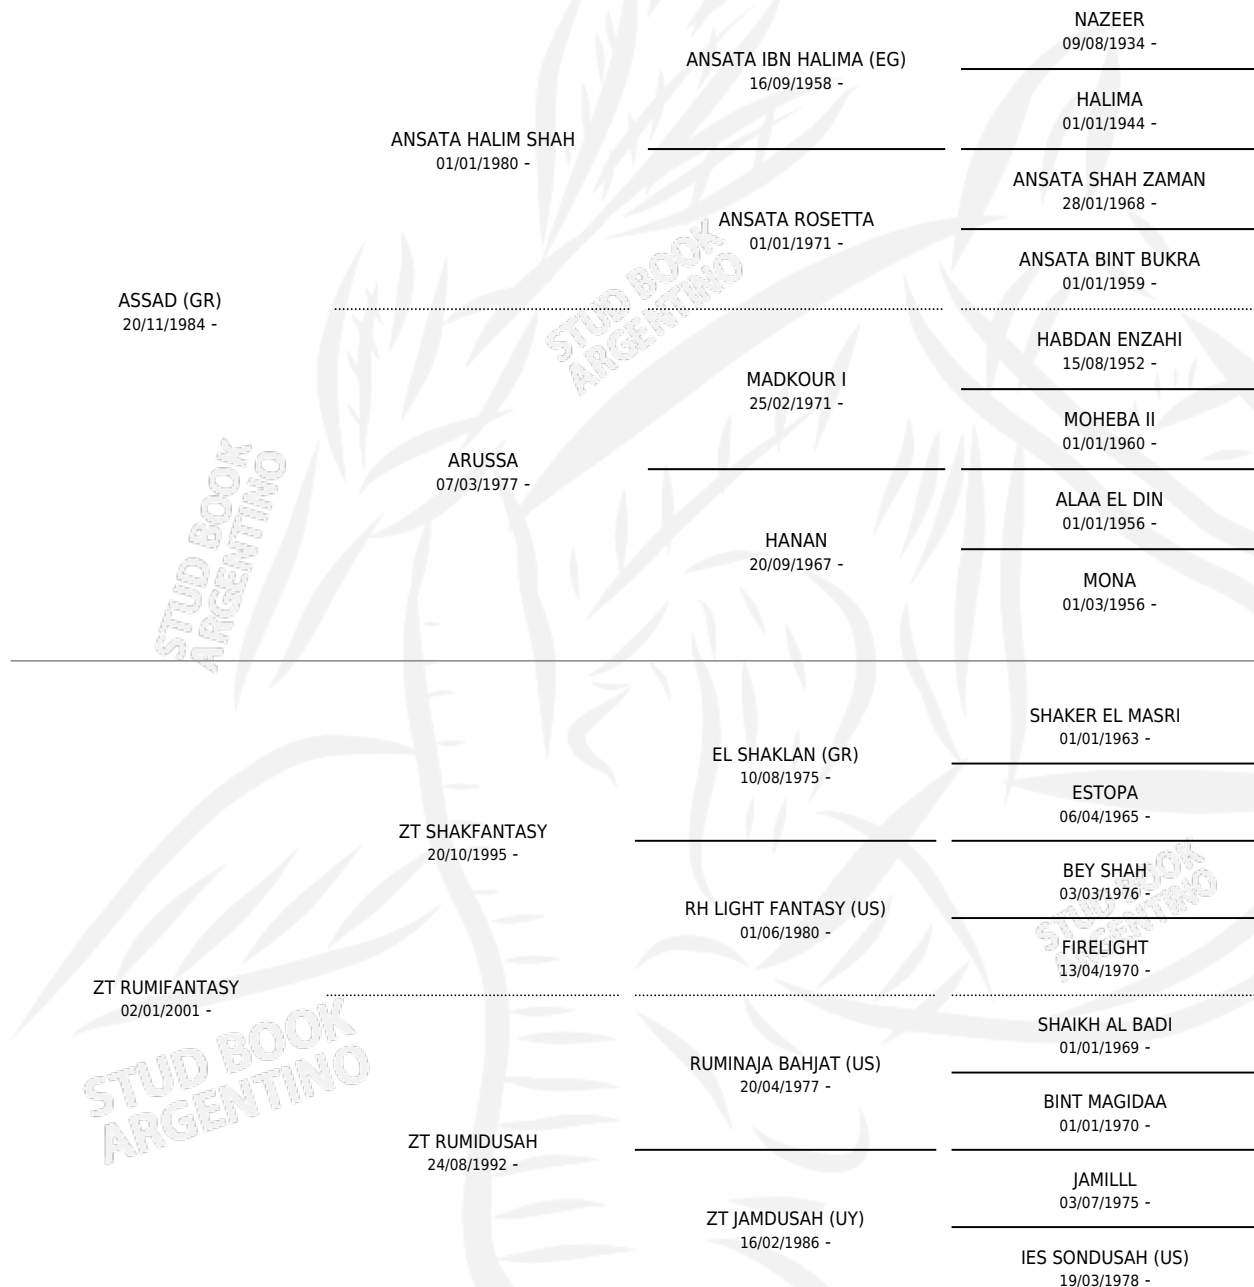 NAZEER
09/08/1934 -
ANSATA IBN HALIMA (EG)
16/09/1958 -
HALIMA
01/01/1944 -
ANSATA HALIM SHAH
01/01/1980 -
ANSATA SHAH ZAMAN
28/01/1968 -
ANSATA ROSETTA
01/01/1971 -
ANSATA BINT BUKRA
01/01/1959 -
ASSAD (GR)
20/11/1984 -
HABDAN ENZAHI
15/08/1952 -
MADKOUR I
25/02/1971 -
MOHEBA II
01/01/1960 -
ARUSSA
07/03/1977 -
ALAA EL DIN
01/01/1956 -
HANAN
20/09/1967 -
MONA
01/03/1956 -
SHAKER EL MASRI
01/01/1963 -
EL SHAKLAN (GR)
10/08/1975 -
ESTOPA
06/04/1965 -
ZT SHAKFANTASY
20/10/1995 -
BEY SHAH
03/03/1976 -
RH LIGHT FANTASY (US)
01/06/1980 -
FIRELIGHT
13/04/1970 -
ZT RUMIFANTASY
02/01/2001 -
SHAIKH AL BADI
01/01/1969 -
RUMINAJA BAHJAT (US)
20/04/1977 -
BINT MAGIDAA
01/01/1970 -
ZT RUMIDUSAH
24/08/1992 -
JAMILLL
03/07/1975 -
ZT JAMDUSAH (UY)
16/02/1986 -
IES SONDUSAH (US)
19/03/1978 -
STUD BOOK
ARGENTINO
STUD BOOK
ARGENTINO
STUD BOOK
ARGENTINO
STUD BOOK
ARGENTINO